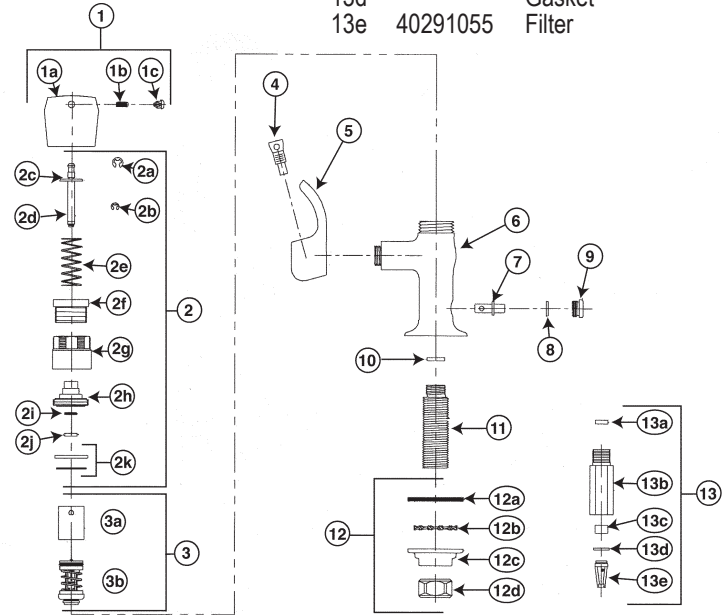 13d Gasket
13e 40291055 Filter
1
1a
1b
1c
4
5
2c
2a
2d
2b
6
2e
7
9
2f
2
2g
8
10
2h
2i
11
13a
2j
2k
13b
13
12a
3a
12b
13c
12
3
12c
13d
3b
12d
13e